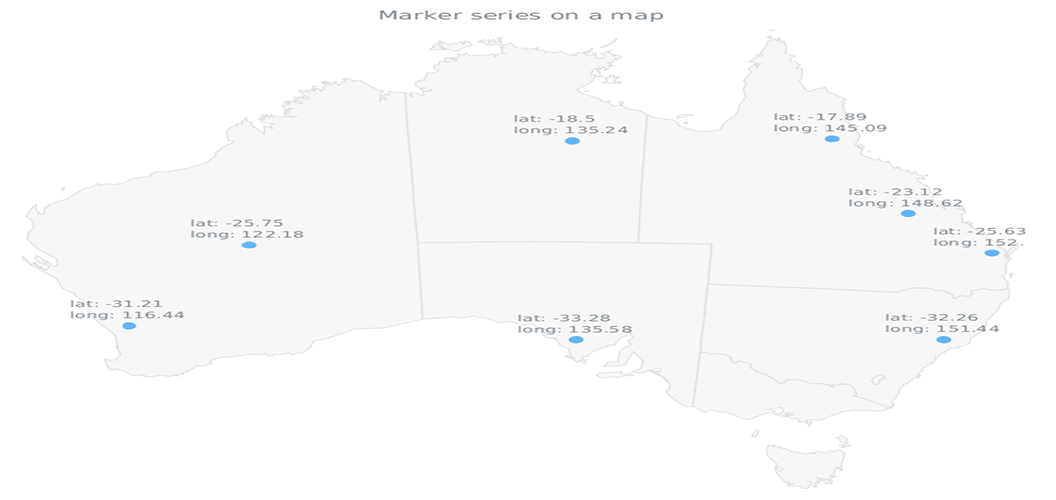 Marker series on a map
lat: -18.5
long: 135.24
lat: -17.89
long: 145.09
lat: -23.12
long: 148.62
lat: -25.75
long: 122.18
lat: -25.63
long: 152.
lat: -31.21
long: 116.44
lat: -33.28
long: 135.58
lat: -32.26
long: 151.44